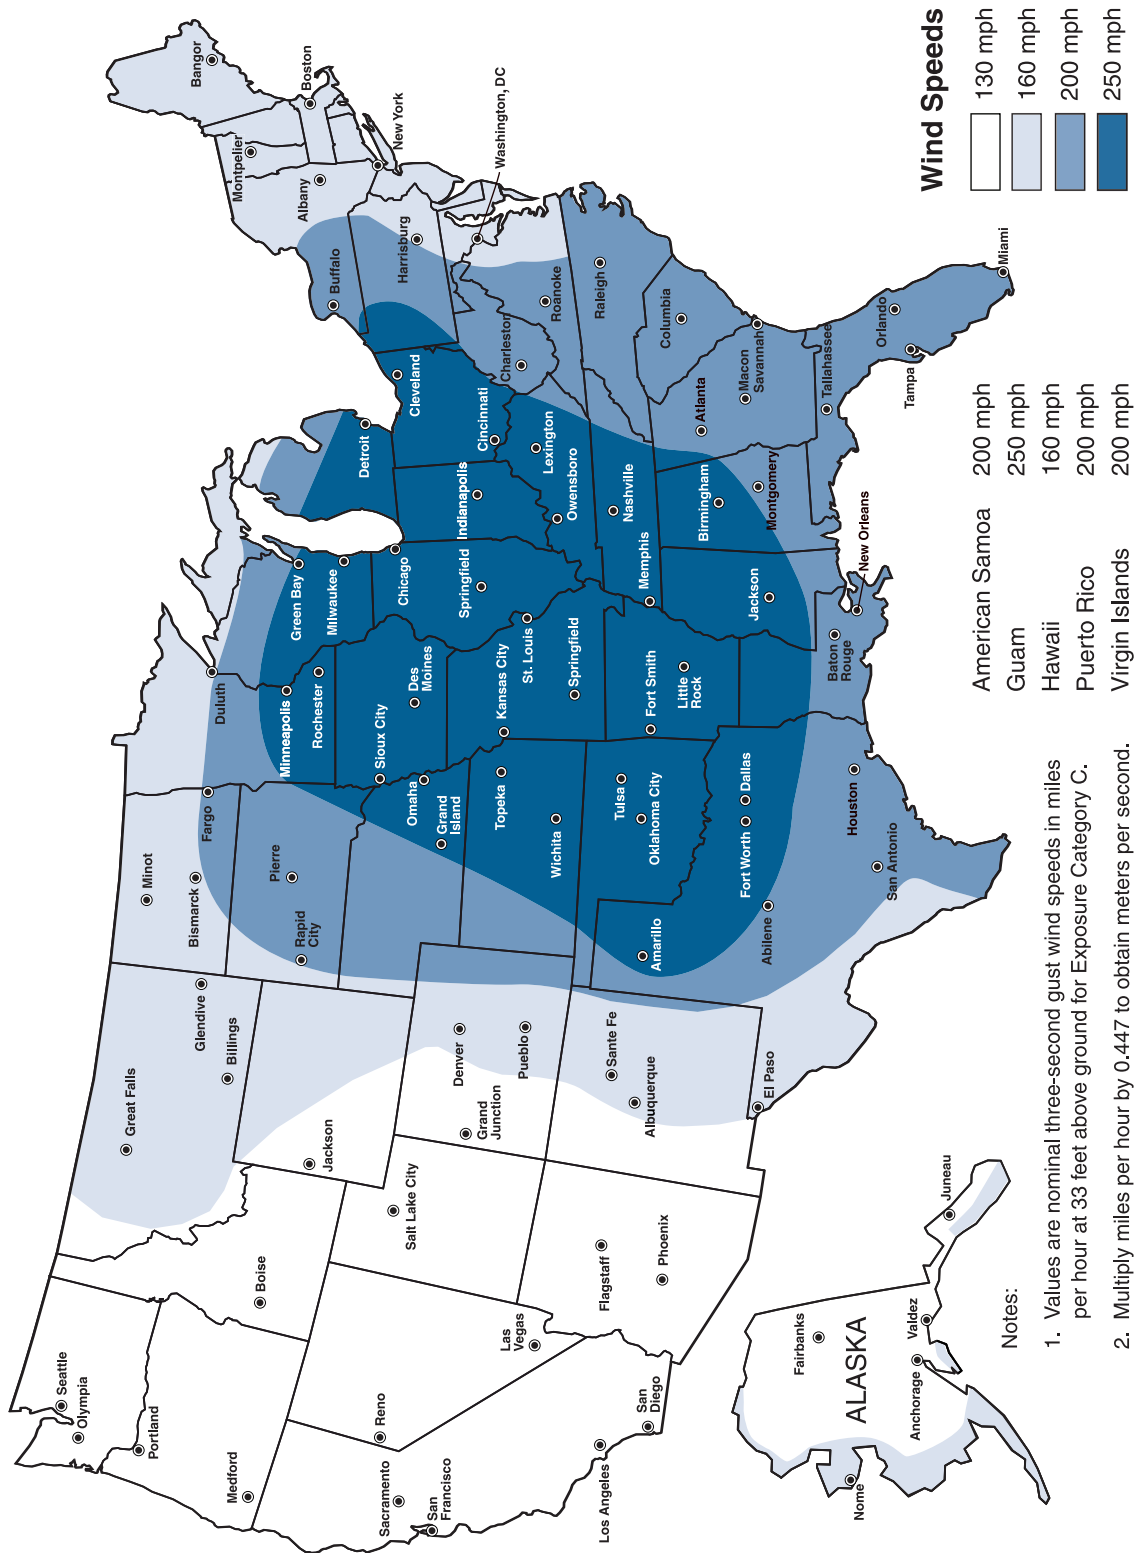 Seattle
Olympia
Portland
Medford
Boise
Great Falls
Billings
Glendive
Minot
Bismarck
Fargo
Duluth
Pierre
Rapid
City
Minneapolis
Rochester
Green Bay
Milwaukee
Detroit
Buffalo
Albany
Montpelier
Bangor
Boston
New York
Harrisburg
Washington, DC
Cleveland
Chicago
Sioux City
Des
Moines
Omaha
Grand
Island
Jackson
Salt Lake City
Reno
Sacramento
San
Francisco
Las
Vegas
Grand
Junction
Denver
Pueblo
Topeka
Wichita
Kansas City
St. Louis
Springfield
Springfield
Indianapolis
Cincinnati
Charleston
Roanoke
Lexington
Owensboro
Raleigh
Nashville
Memphis
Columbia
Los Angeles
San
Diego
Flagstaff
Phoenix
Sante Fe
Albuquerque
El Paso
Amarillo
Tulsa
Oklahoma City
Fort Smith
Little
Rock
Fort Worth
Dallas
Abilene
Houston
San Antonio
Jackson
Birmingham
Montgomery
Atlanta
Macon
Savannah
Tallahassee
Baton
Rouge
New Orleans
Orlando
Tampa
Miami
ALASKA
Fairbanks
Nome
Anchorage
Valdez
Juneau
Notes:
1. Values are nominal three-second gust wind speeds in miles
per hour at 33 feet above ground for Exposure Category C.
2. Multiply miles per hour by 0.447 to obtain meters per second.
American Samoa 200 mph
Guam 250 mph
Hawaii 160 mph
Puerto Rico 200 mph
Virgin Islands 200 mph
Wind Speeds
130 mph
160 mph
200 mph
250 mph